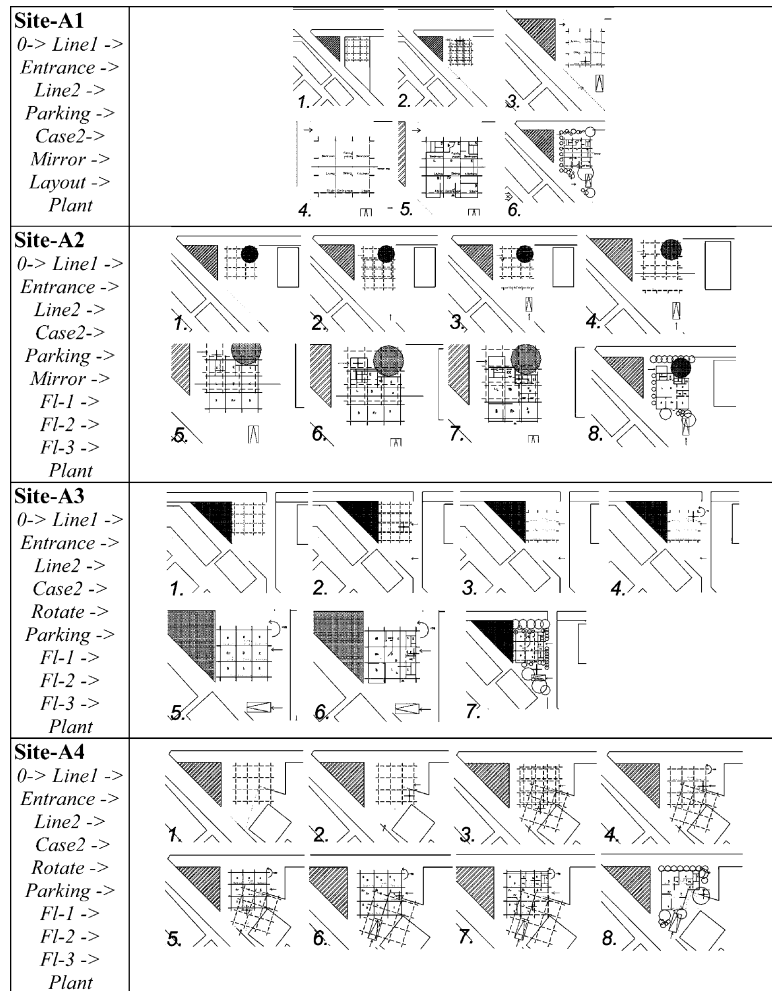 Site-A1
0-> Line1 ->
Entrance ->
Line2 ->
Parking ->
Case2->
Mirror ->
Layout ->
Plant
1.
2.
3.
4.
5.
6.
Site-A2
0-> Line1 ->
Entrance ->
Line2 ->
Case2->
Parking ->
Mirror ->
Fl-1 ->
Fl-2 ->
Fl-3 ->
Plant
1.
2.
3.
4.
5.
6.
7.
8.
Site-A3
0-> Line1 ->
Entrance ->
Line2 ->
Case2 ->
Rotate ->
Parking ->
Fl-1 ->
Fl-2 ->
Fl-3 ->
Plant
1.
2.
3.
4.
5.
6.
7.
Site-A4
0-> Line1 ->
Entrance ->
Line2 ->
Case2 ->
Rotate ->
Parking ->
Fl-1 ->
Fl-2 ->
Fl-3 ->
Plant
1.
2.
3.
4.
5.
6.
7.
8.